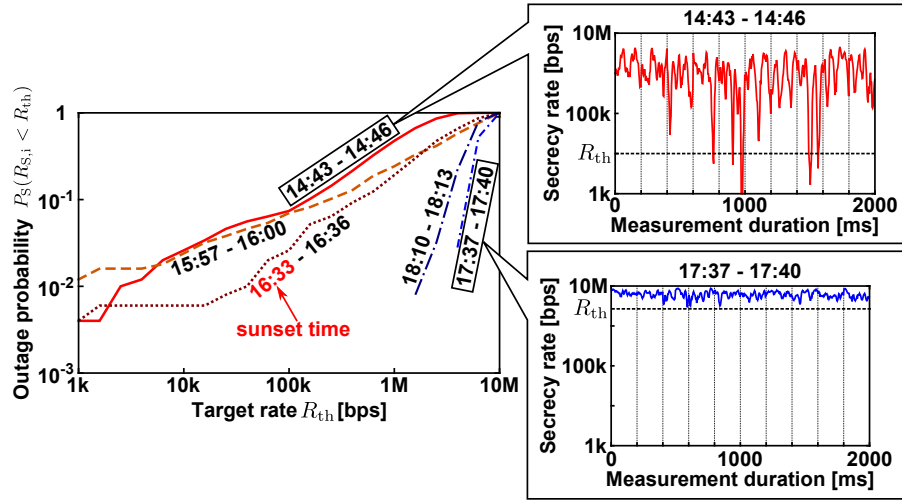 Outage probability P_S(R_{S,i} < R_th)
1
10^-1
10^-2
10^-3
1k
10k
100k
1M
10M
Target rate R_th [bps]
14:43 - 14:46
15:57 - 16:00
16:33 - 16:36
sunset time
18:10 - 18:13
17:37 - 17:40
14:43 - 14:46
Secrecy rate [bps]
10M
100k
R_th
1k
0
1000
2000
Measurement duration [ms]
17:37 - 17:40
Secrecy rate [bps]
10M
R_th
100k
1k
0
1000
2000
Measurement duration [ms]